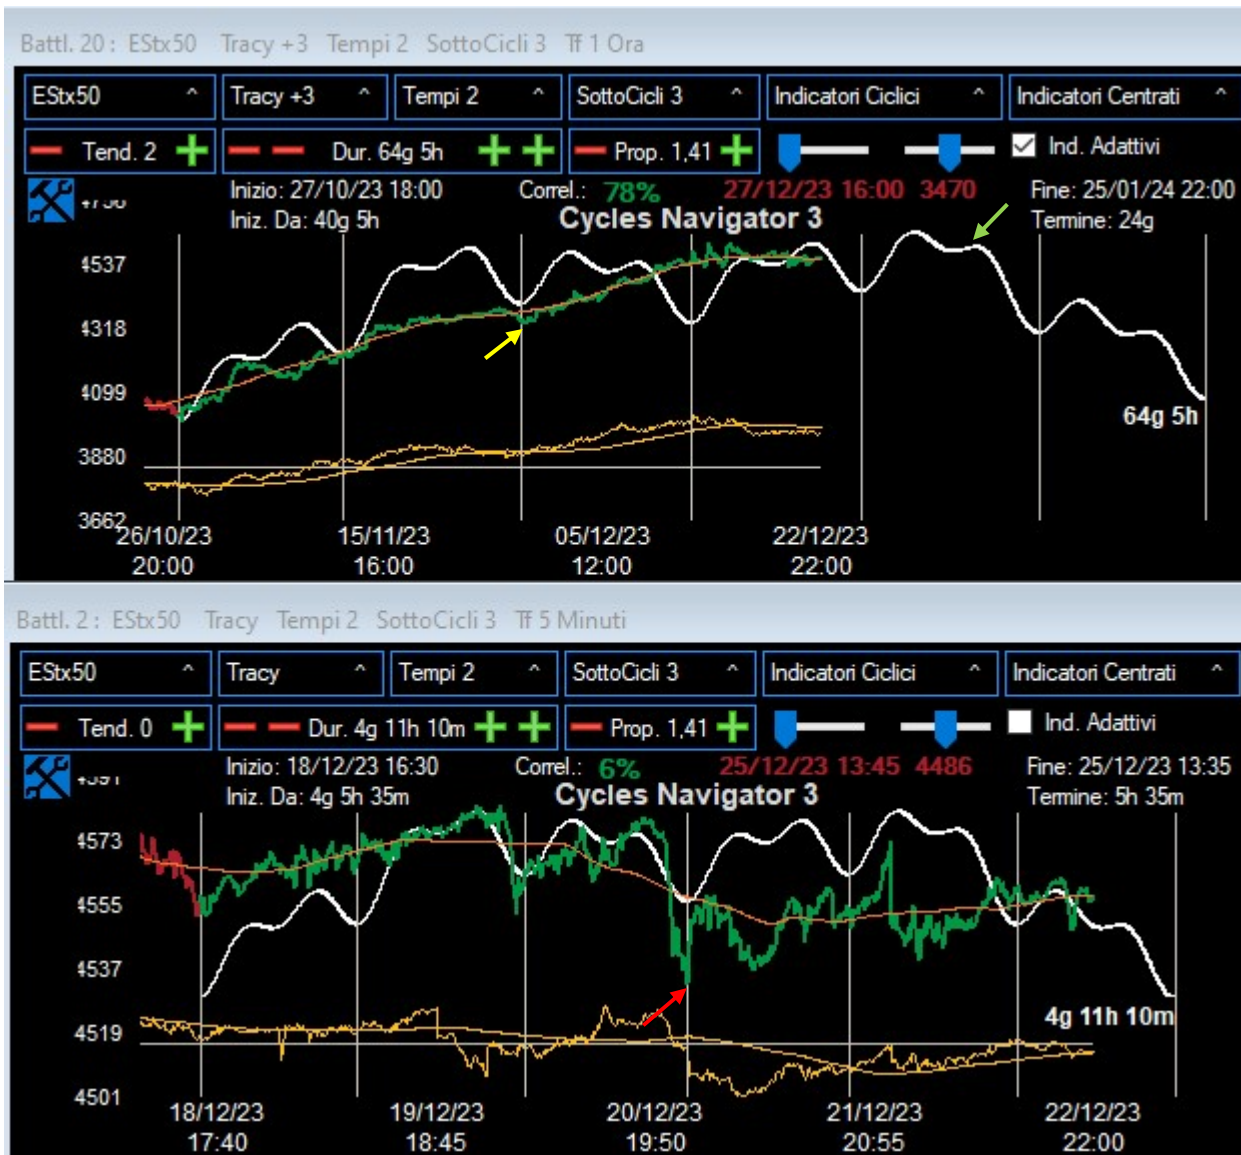 Battl. 20 : EStx50 Tracy +3 Tempi 2 SottoCicli 3 Tf 1 Ora
EStx50 ^ Tracy +3 ^ Tempi 2 ^ SottoCicli 3 ^ Indicatori Ciclici ^ Indicatori Centrati ^
Tend. 2 Dur. 64g 5h Prop. 1,41 Ind. Adattivi
Inizio: 27/10/23 18:00 Correl.: 78% 27/12/23 16:00 3470 Fine: 25/01/24 22:00
Iniz. Da: 40g 5h Cycles Navigator 3 Termine: 24g
4537
4318
4099
64g 5h
3880
3662
26/10/23 15/11/23 05/12/23 22/12/23
20:00 16:00 12:00 22:00
Battl. 2 : EStx50 Tracy Tempi 2 SottoCicli 3 Tf 5 Minuti
EStx50 ^ Tracy ^ Tempi 2 ^ SottoCicli 3 ^ Indicatori Ciclici ^ Indicatori Centrati ^
Tend. 0 Dur. 4g 11h 10m Prop. 1,41 Ind. Adattivi
Inizio: 18/12/23 16:30 Correl.: 6% 25/12/23 13:45 4486 Fine: 25/12/23 13:35
Iniz. Da: 4g 5h 35m Cycles Navigator 3 Termine: 5h 35m
4573
4555
4537
4g 11h 10m
4519
4501
18/12/23 19/12/23 20/12/23 21/12/23 22/12/23
17:40 18:45 19:50 20:55 22:00